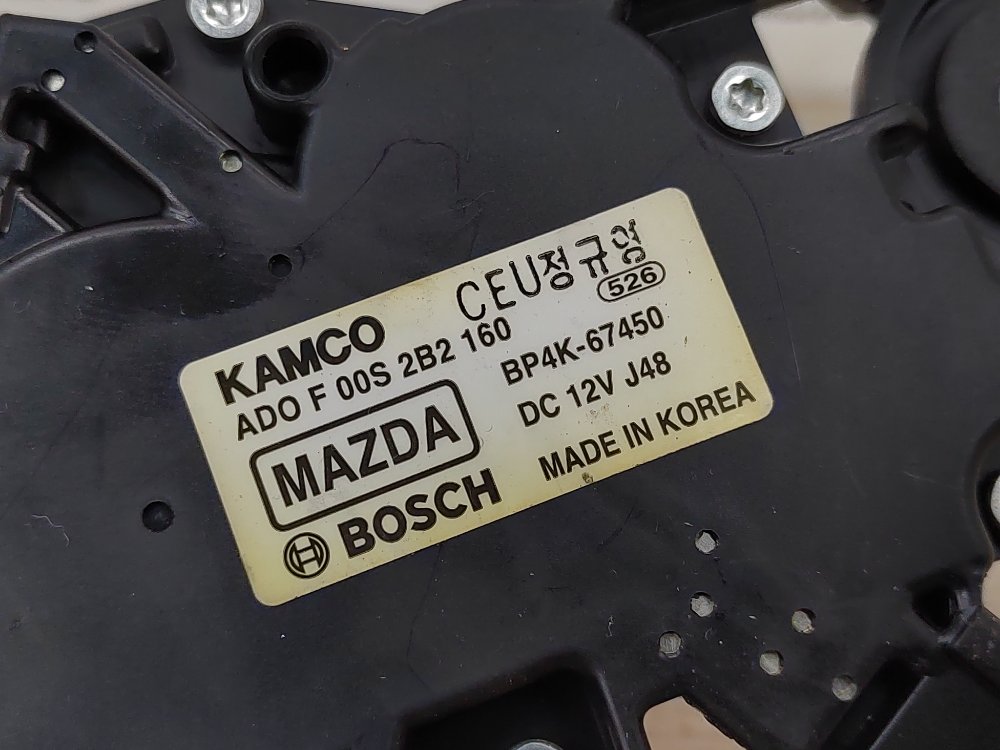 KAMCO CEU정규영
ADO F 00S 2B2 160 526
MAZDA BP4K-67450
DC 12V J48
BOSCH MADE IN KOREA